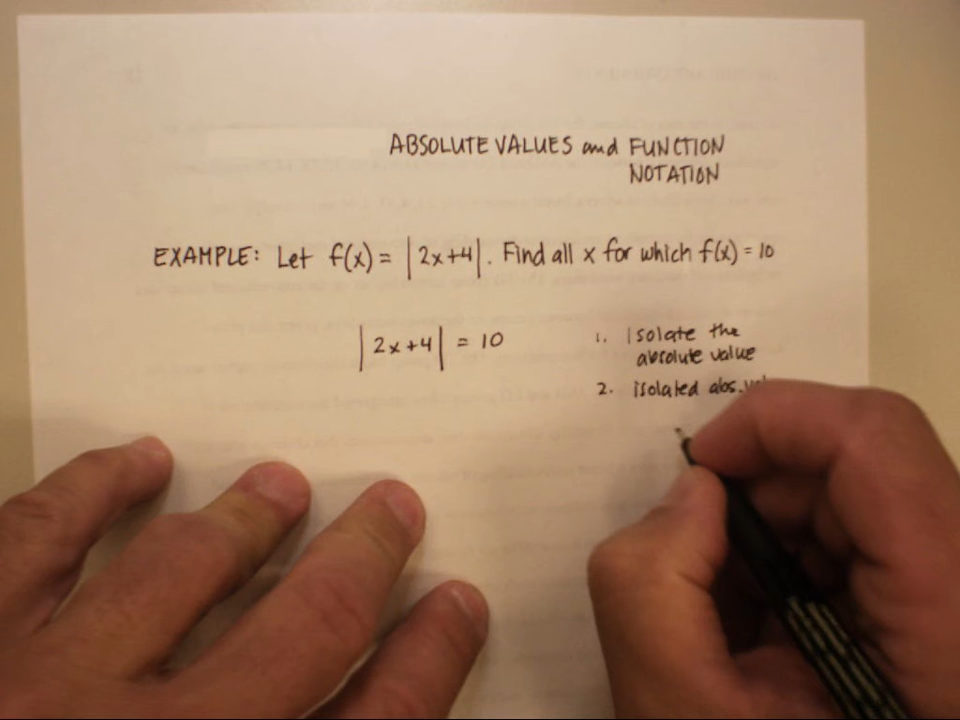 ABSOLUTE VALUES and FUNCTION
NOTATION
EXAMPLE: Let f(x) = |2x+4|. Find all x for which f(x) = 10
|2x+4| = 10
1. Isolate the
absolute value
2. isolated abs.